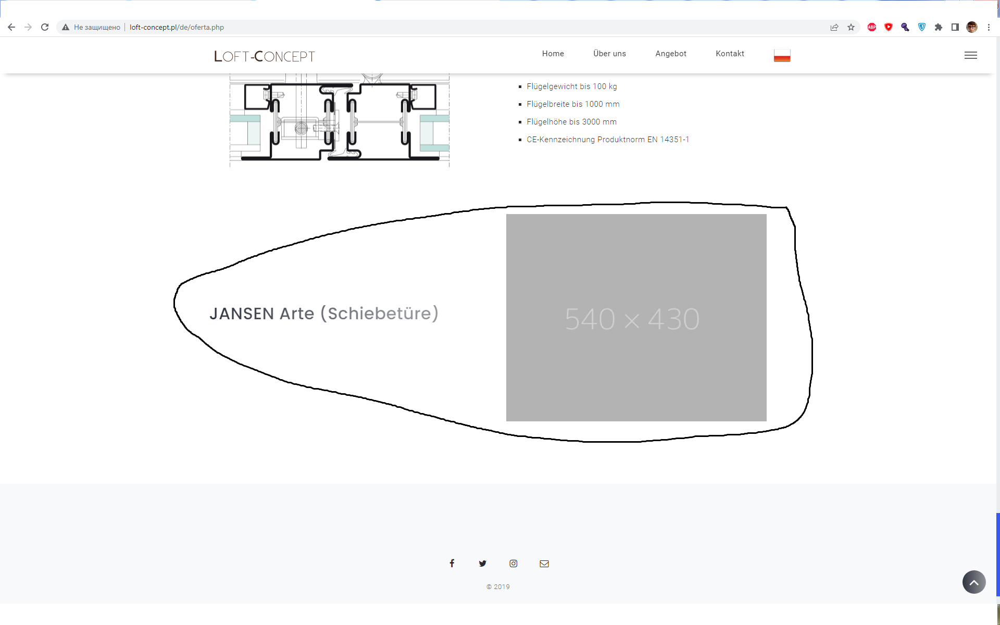 Не защищено | loft-concept.pl/de/oferta.php
ABP
LOFT-CONCEPT
Home Über uns Angebot Kontakt
Flügelgewicht bis 100 kg
Flügelbreite bis 1000 mm
Flügelhöhe bis 3000 mm
CE-Kennzeichnung Produktnorm EN 14351-1
JANSEN Arte (Schiebetüre)
540 × 430
© 2019